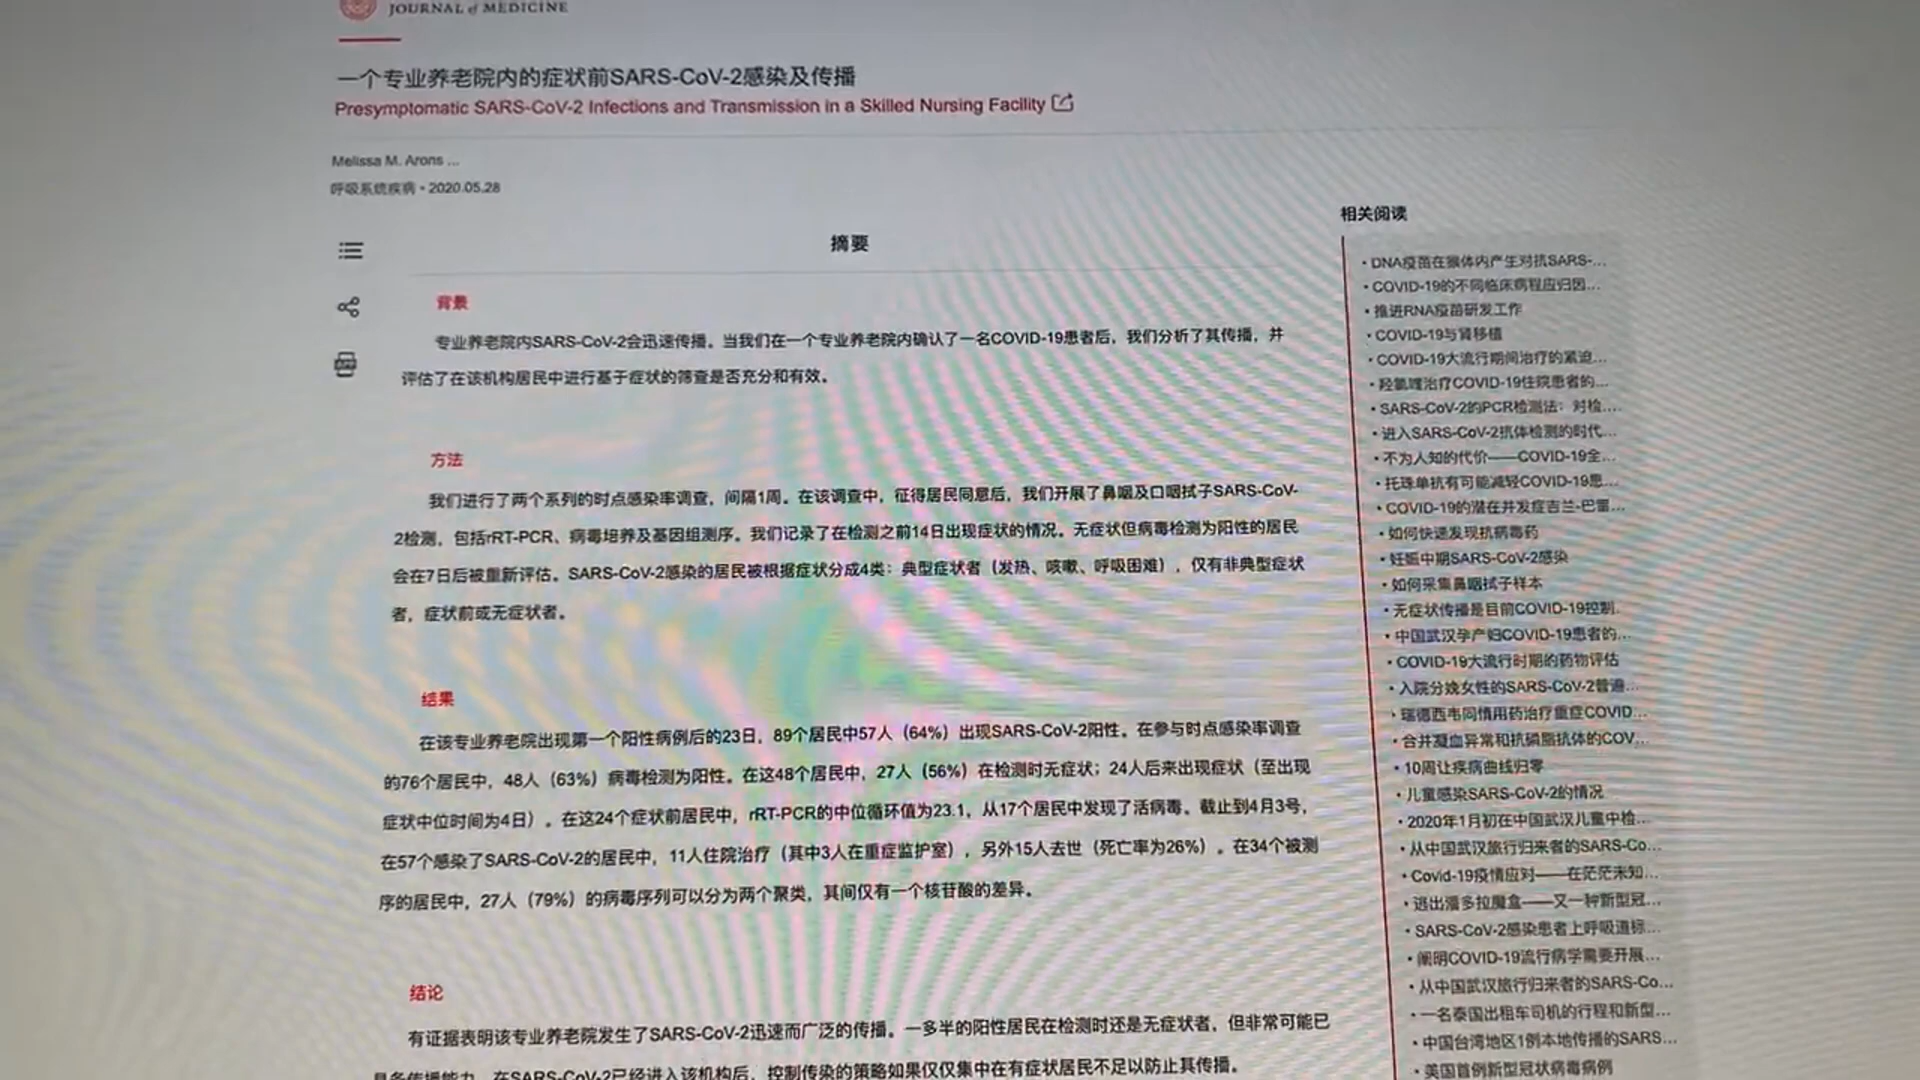 JOURNAL of MEDICINE
一个专业养老院内的症状前SARS-CoV-2感染及传播
Presymptomatic SARS-CoV-2 Infections and Transmission in a Skilled Nursing Facility
Melissa M. Arons ...
呼吸系统疾病 • 2020.05.28
摘要
背景
专业养老院内SARS-CoV-2会迅速传播。当我们在一个专业养老院内确认了一名COVID-19患者后，我们分析了其传播，并
评估了在该机构居民中进行基于症状的筛查是否充分和有效。
方法
我们进行了两个系列的时点感染率调查，间隔1周。在该调查中，征得居民同意后，我们开展了鼻咽及口咽拭子SARS-CoV-
2检测，包括rRT-PCR、病毒培养及基因组测序。我们记录了在检测之前14日出现症状的情况。无症状但病毒检测为阳性的居民
会在7日后被重新评估。SARS-CoV-2感染的居民被根据症状分成4类：典型症状者（发热、咳嗽、呼吸困难），仅有非典型症状
者，症状前或无症状者。
结果
在该专业养老院出现第一个阳性病例后的23日，89个居民中57人（64%）出现SARS-CoV-2阳性。在参与时点感染率调查
的76个居民中，48人（63%）病毒检测为阳性。在这48个居民中，27人（56%）在检测时无症状；24人后来出现症状（至出现
症状中位时间为4日）。在这24个症状前居民中，rRT-PCR的中位循环值为23.1，从17个居民中发现了活病毒。截止到4月3号，
在57个感染了SARS-CoV-2的居民中，11人住院治疗（其中3人在重症监护室），另外15人去世（死亡率为26%）。在34个被测
序的居民中，27人（79%）的病毒序列可以分为两个聚类，其间仅有一个核苷酸的差异。
结论
有证据表明该专业养老院发生了SARS-CoV-2迅速而广泛的传播。一多半的阳性居民在检测时还是无症状者，但非常可能已
具备传播能力。在SARS-CoV-2已经进入该机构后，控制传染的策略如果仅仅集中在有症状居民不足以防止其传播。
相关阅读
• DNA疫苗在猴体内产生对抗SARS-...
• COVID-19的不同临床病程应归因...
• 推进RNA疫苗研发工作
• COVID-19与肾移植
• COVID-19大流行期间治疗的紧迫...
• 羟氯喹治疗COVID-19住院患者的...
• SARS-CoV-2的PCR检测法：对检...
• 进入SARS-CoV-2抗体检测的时代...
• 不为人知的代价——COVID-19全...
• 托珠单抗有可能减轻COVID-19患...
• COVID-19的潜在并发症吉兰-巴雷...
• 如何快速发现抗病毒药
• 妊娠中期SARS-CoV-2感染
• 如何采集鼻咽拭子样本
• 无症状传播是目前COVID-19控制.
• 中国武汉孕产妇COVID-19患者的...
• COVID-19大流行时期的药物评估
• 入院分娩女性的SARS-CoV-2普遍...
• 瑞德西韦同情用药治疗重症COVID...
• 合并凝血异常和抗磷脂抗体的COV...
• 10周让疾病曲线归零
• 儿童感染SARS-CoV-2的情况
• 2020年1月初在中国武汉儿童中检...
• 从中国武汉旅行归来者的SARS-Co...
• Covid-19疫情应对——在茫茫未知...
• 逃出潘多拉魔盒——又一种新型冠...
• SARS-CoV-2感染患者上呼吸道标...
• 阐明COVID-19流行病学需要开展...
• 从中国武汉旅行归来者的SARS-Co...
• 一名泰国出租车司机的行程和新型...
• 中国台湾地区1例本地传播的SARS...
• 美国首例新型冠状病毒病例